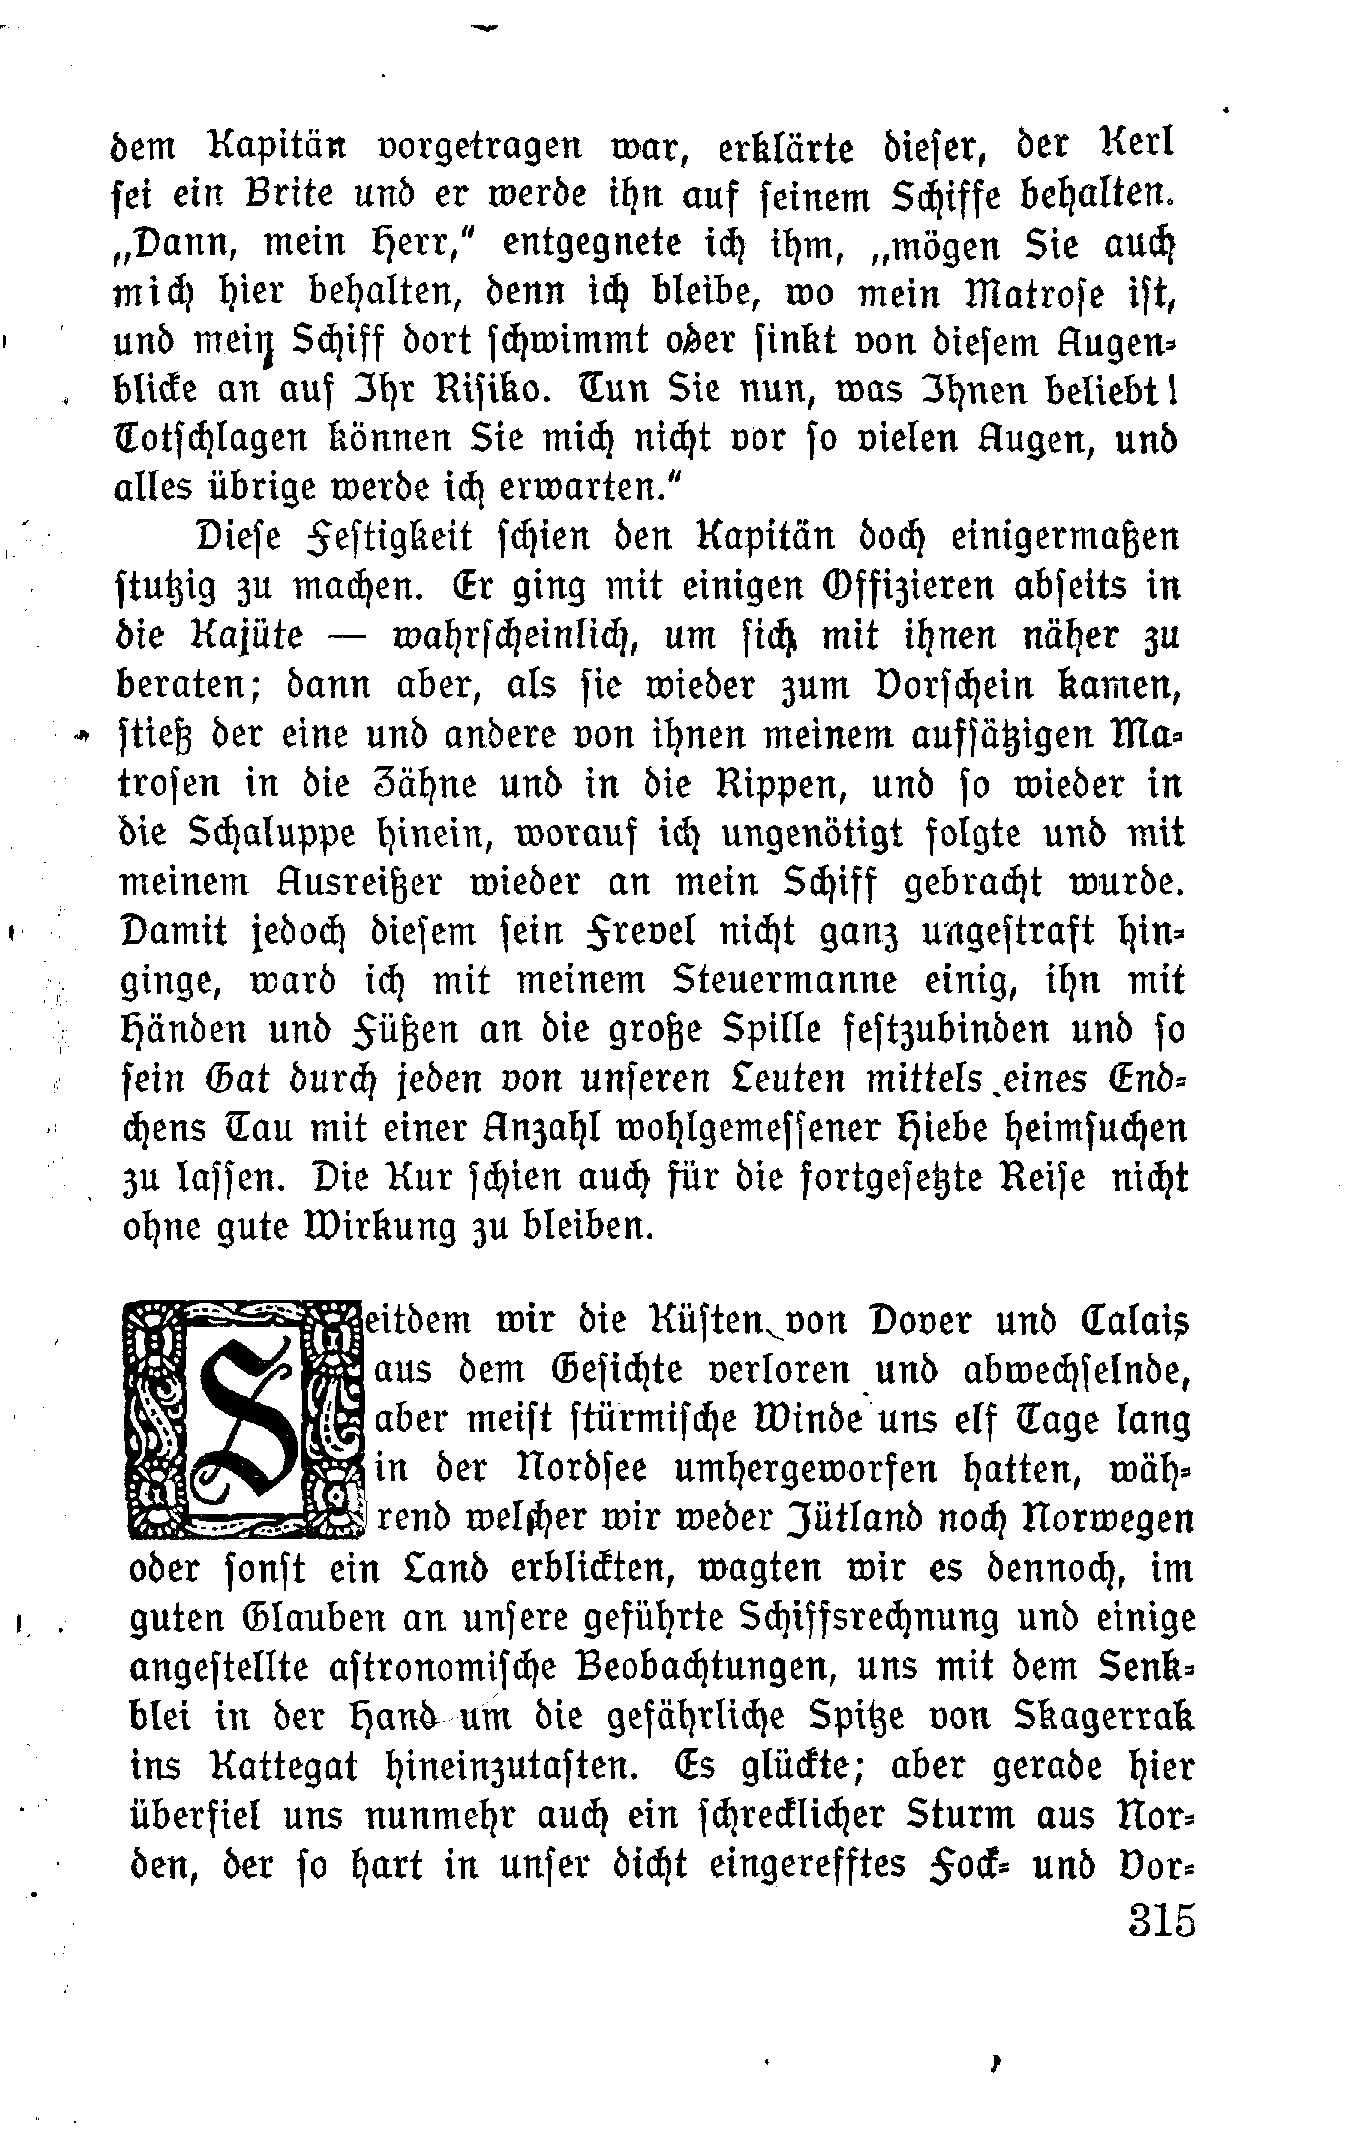 dem Kapitän vorgetragen war, erklärte dieser, der Kerl
sei ein Brite und er werde ihn auf seinem Schiffe behalten.
„Dann, mein Herr,“ entgegnete ich ihm, „mögen Sie auch
mich hier behalten, denn ich bleibe, wo mein Matrose ist,
und mein Schiff dort schwimmt oder sinkt von diesem Augen-
blicke an auf Ihr Risiko. Tun Sie nun, was Ihnen beliebt!
Totschlagen können Sie mich nicht vor so vielen Augen, und
alles übrige werde ich erwarten.“
Diese Festigkeit schien den Kapitän doch einigermaßen
stutzig zu machen. Er ging mit einigen Offizieren abseits in
die Kajüte — wahrscheinlich, um sich mit ihnen näher zu
beraten; dann aber, als sie wieder zum Vorschein kamen,
stieß der eine und andere von ihnen meinem aufsätzigen Ma-
trosen in die Zähne und in die Rippen, und so wieder in
die Schaluppe hinein, worauf ich ungenötigt folgte und mit
meinem Ausreißer wieder an mein Schiff gebracht wurde.
Damit jedoch diesem sein Frevel nicht ganz ungestraft hin-
ginge, ward ich mit meinem Steuermanne einig, ihn mit
Händen und Füßen an die große Spille festzubinden und so
sein Gat durch jeden von unseren Leuten mittels eines End-
chens Tau mit einer Anzahl wohlgemessener Hiebe heimsuchen
zu lassen. Die Kur schien auch für die fortgesetzte Reise nicht
ohne gute Wirkung zu bleiben.
Seitdem wir die Küsten von Dover und Calais
aus dem Gesichte verloren und abwechselnde,
aber meist stürmische Winde uns elf Tage lang
in der Nordsee umhergeworfen hatten, wäh-
rend welcher wir weder Jütland noch Norwegen
oder sonst ein Land erblickten, wagten wir es dennoch, im
guten Glauben an unsere geführte Schiffsrechnung und einige
angestellte astronomische Beobachtungen, uns mit dem Senk-
blei in der Hand um die gefährliche Spitze von Skagerrak
ins Kattegat hineinzutasten. Es glückte; aber gerade hier
überfiel uns nunmehr auch ein schrecklicher Sturm aus Nor-
den, der so hart in unser dicht eingerefftes Fock- und Vor-
315